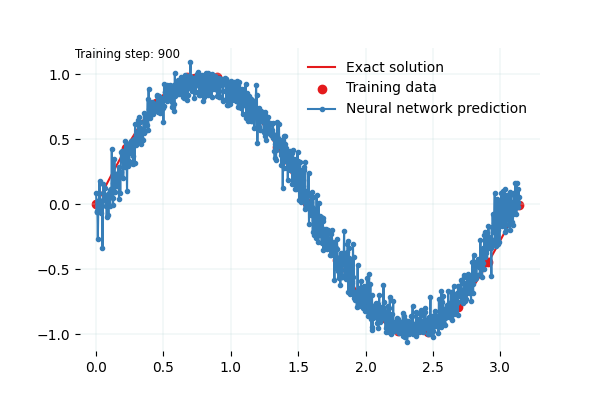 Training step: 900
Exact solution
Training data
Neural network prediction
1.0
0.5
0.0
−0.5
−1.0
0.0 0.5 1.0 1.5 2.0 2.5 3.0